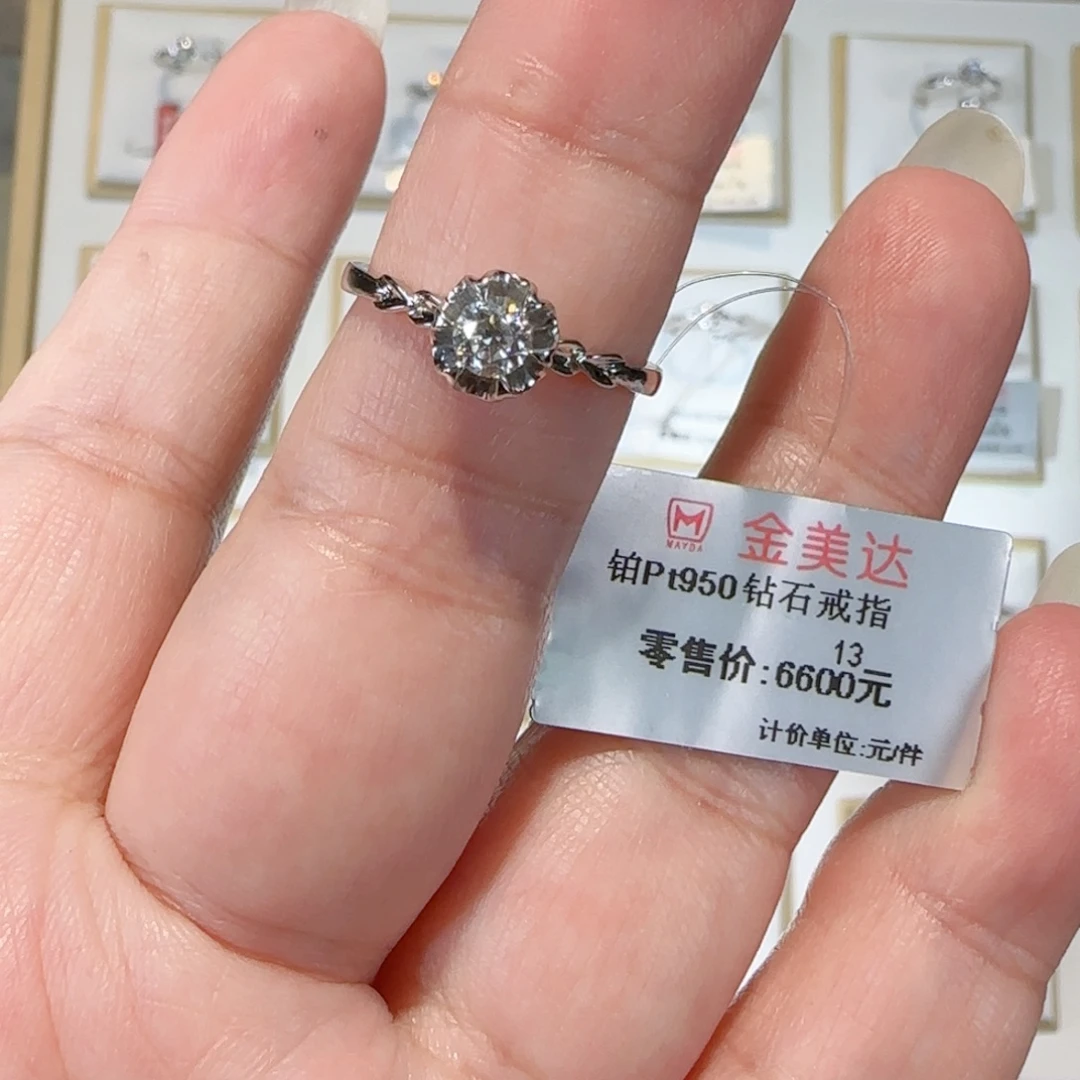 MAYDA
金美达
铂Pt950钻石戒指
13
零售价:6600元
计价单位:元/件